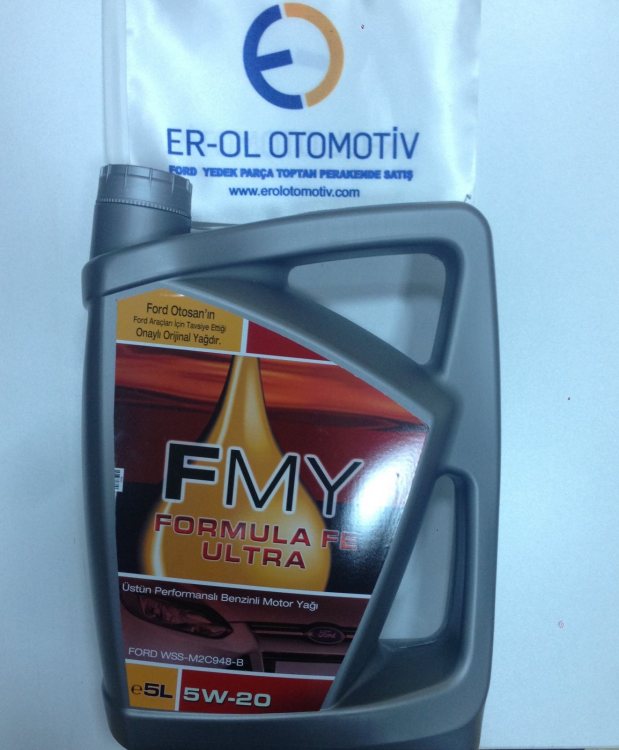 ER-OL OTOMOTİV
FORD YEDEK PARÇA TOPTAN PERAKENDE SATIŞ
www.erolotomotiv.com
Ford Otosan'ın
Ford Araçları İçin Tavsiye Ettiği
Onaylı Orijinal Yağdır.
FMY
FORMULA FE
ULTRA
Üstün Performanslı Benzinli Motor Yağı
Ford
FORD WSS-M2C948-B
e5L 5W-20